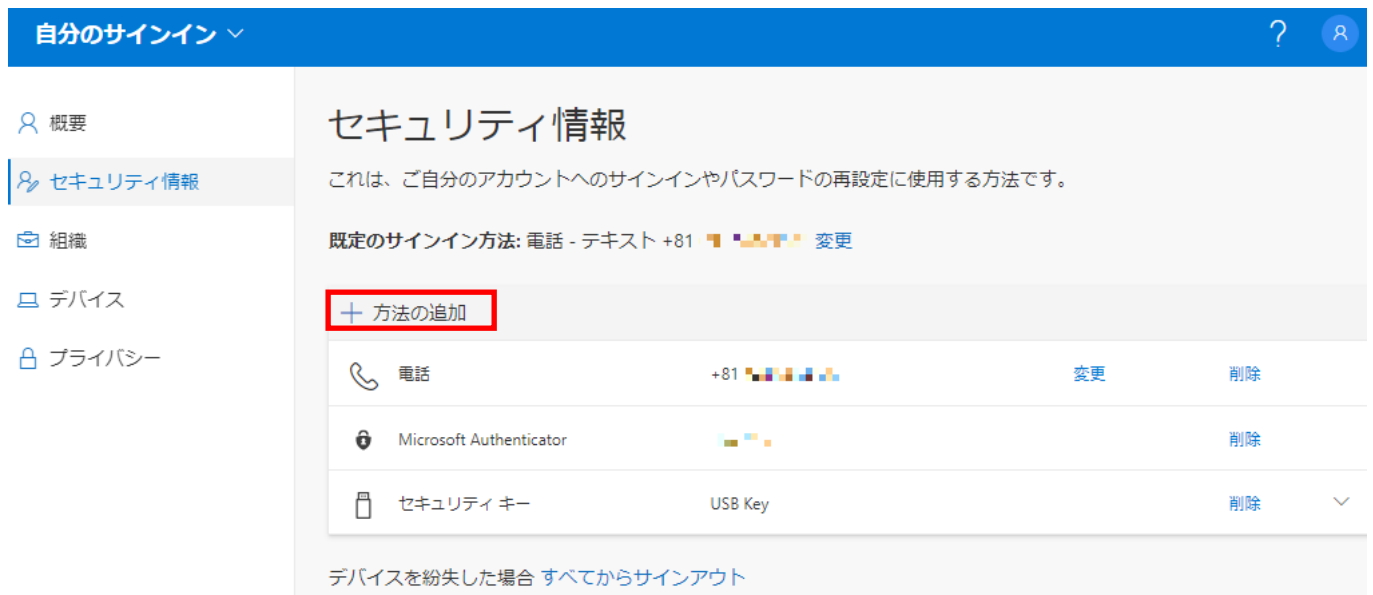 自分のサインイン
?
概要
セキュリティ情報
組織
デバイス
プライバシー
セキュリティ情報
これは、ご自分のアカウントへのサインインやパスワードの再設定に使用する方法です。
既定のサインイン方法: 電話 - テキスト +81 変更
+ 方法の追加
電話 +81 変更 削除
Microsoft Authenticator 削除
セキュリティ キー USB Key 削除
デバイスを紛失した場合 すべてからサインアウト